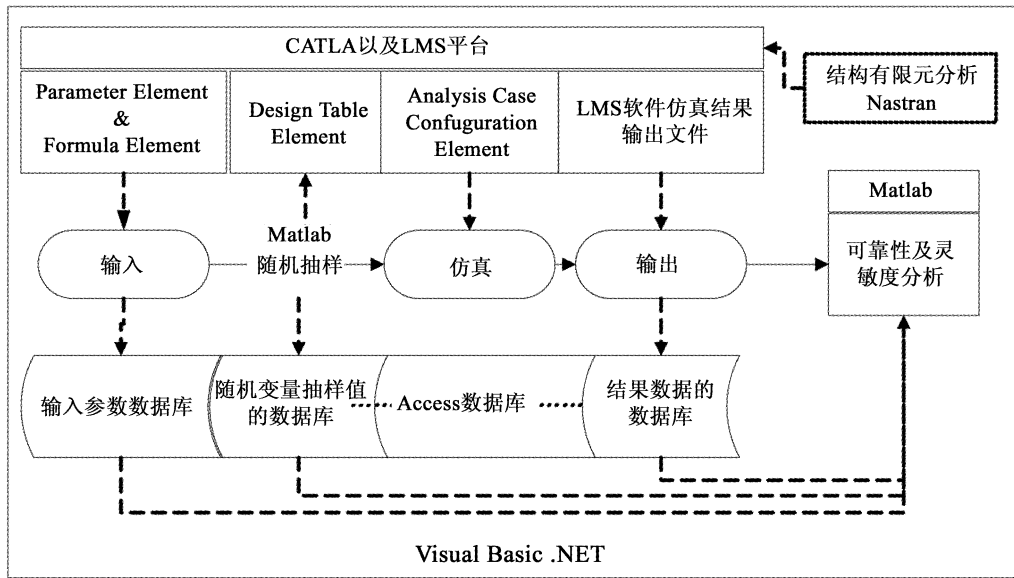 CATLA以及LMS平台
结构有限元分析
Nastran
Parameter Element
&
Formula Element
Design Table
Element
Analysis Case
Confuguration
Element
LMS软件仿真结果
输出文件
Matlab
可靠性及灵
敏度分析
输入
Matlab
随机抽样
仿真
输出
输入参数数据库
随机变量抽样值
的数据库
Access数据库
结果数据的
数据库
Visual Basic .NET